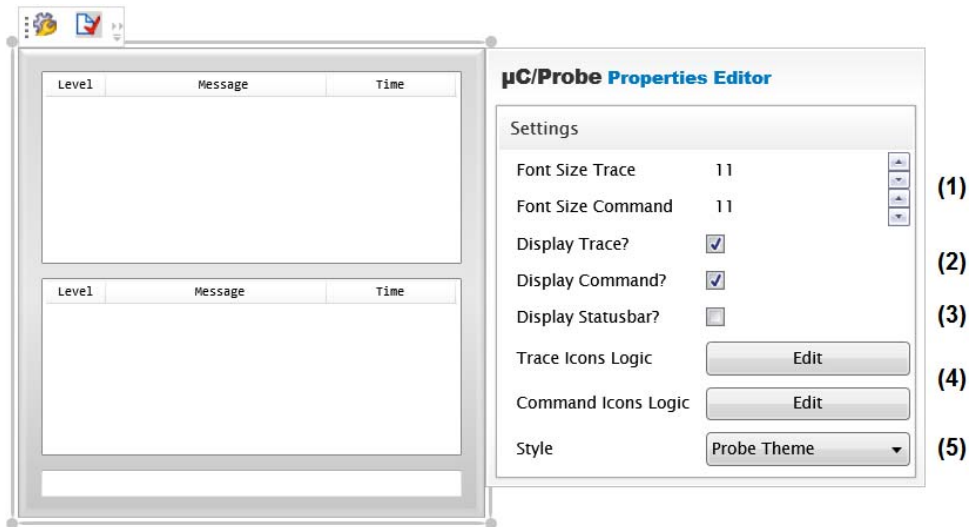 Level Message Time
Level Message Time
µC/Probe Properties Editor
Settings
Font Size Trace 11
Font Size Command 11
(1)
Display Trace?
Display Command?
(2)
Display Statusbar?
(3)
Trace Icons Logic Edit
Command Icons Logic Edit
(4)
Style Probe Theme
(5)